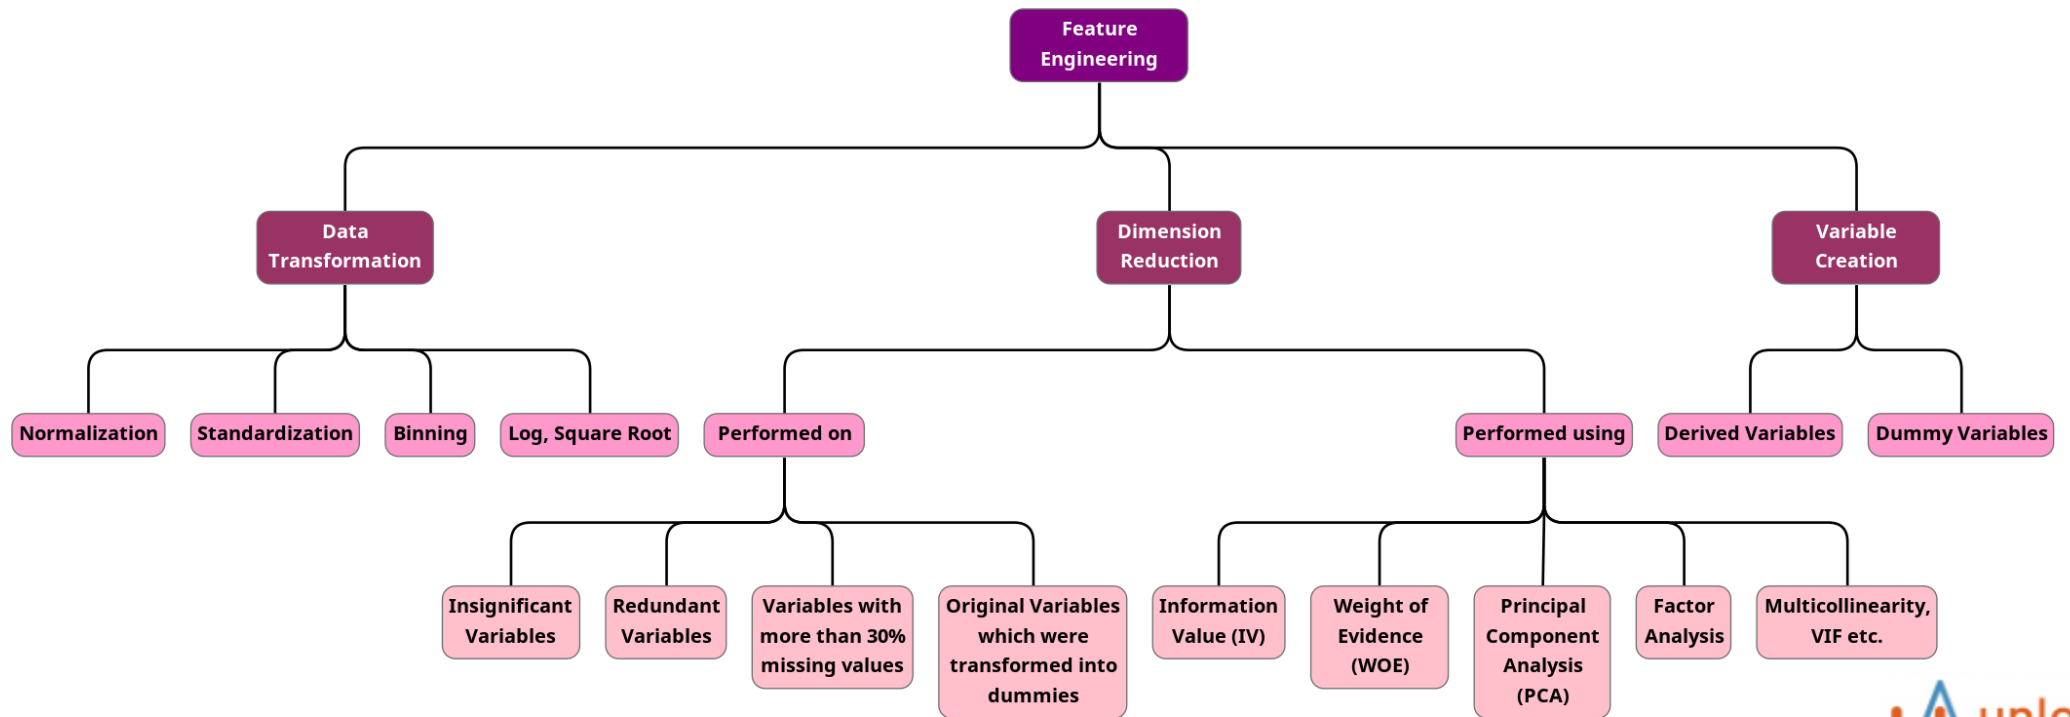 Feature
Engineering
Data
Transformation
Dimension
Reduction
Variable
Creation
Normalization
Standardization
Binning
Log, Square Root
Performed on
Performed using
Derived Variables
Dummy Variables
Insignificant
Variables
Redundant
Variables
Variables with
more than 30%
missing values
Original Variables
which were
transformed into
dummies
Information
Value (IV)
Weight of
Evidence
(WOE)
Principal
Component
Analysis
(PCA)
Factor
Analysis
Multicollinearity,
VIF etc.